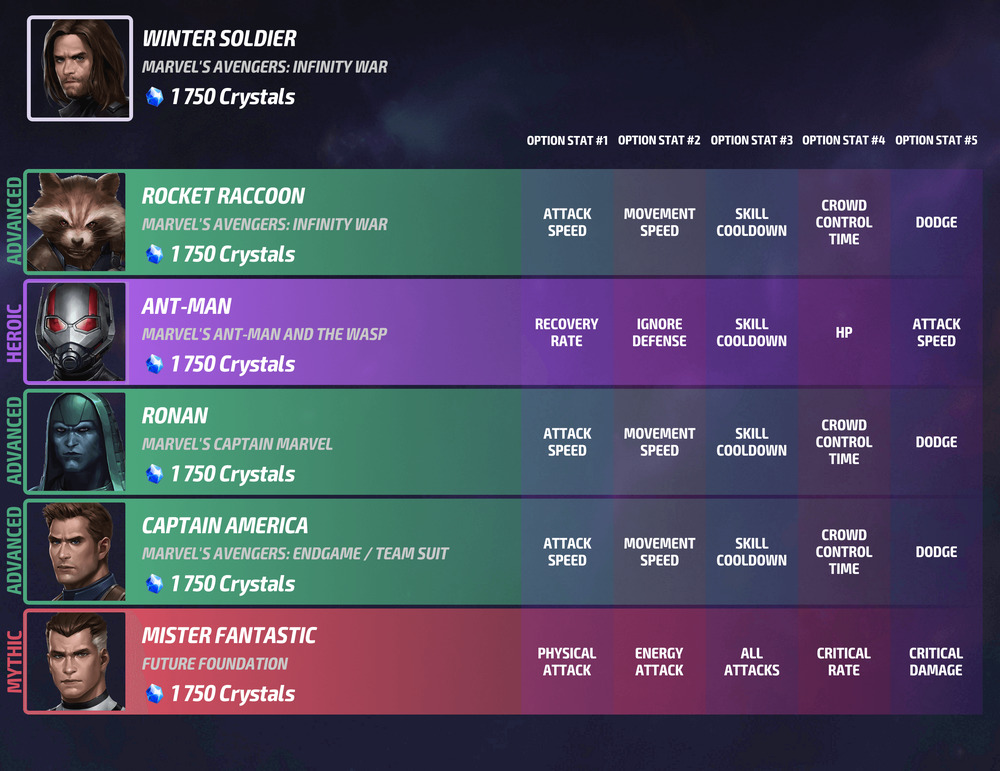 WINTER SOLDIER
MARVEL'S AVENGERS: INFINITY WAR
1 750 Crystals
OPTION STAT #1 OPTION STAT #2 OPTION STAT #3 OPTION STAT #4 OPTION STAT #5
ADVANCED
ROCKET RACCOON
MARVEL'S AVENGERS: INFINITY WAR
1 750 Crystals
ATTACK
SPEED
MOVEMENT
SPEED
SKILL
COOLDOWN
CROWD
CONTROL
TIME
DODGE
HEROIC
ANT-MAN
MARVEL'S ANT-MAN AND THE WASP
1 750 Crystals
RECOVERY
RATE
IGNORE
DEFENSE
SKILL
COOLDOWN
HP
ATTACK
SPEED
ADVANCED
RONAN
MARVEL'S CAPTAIN MARVEL
1 750 Crystals
ATTACK
SPEED
MOVEMENT
SPEED
SKILL
COOLDOWN
CROWD
CONTROL
TIME
DODGE
ADVANCED
CAPTAIN AMERICA
MARVEL'S AVENGERS: ENDGAME / TEAM SUIT
1 750 Crystals
ATTACK
SPEED
MOVEMENT
SPEED
SKILL
COOLDOWN
CROWD
CONTROL
TIME
DODGE
MYTHIC
MISTER FANTASTIC
FUTURE FOUNDATION
1 750 Crystals
PHYSICAL
ATTACK
ENERGY
ATTACK
ALL
ATTACKS
CRITICAL
RATE
CRITICAL
DAMAGE